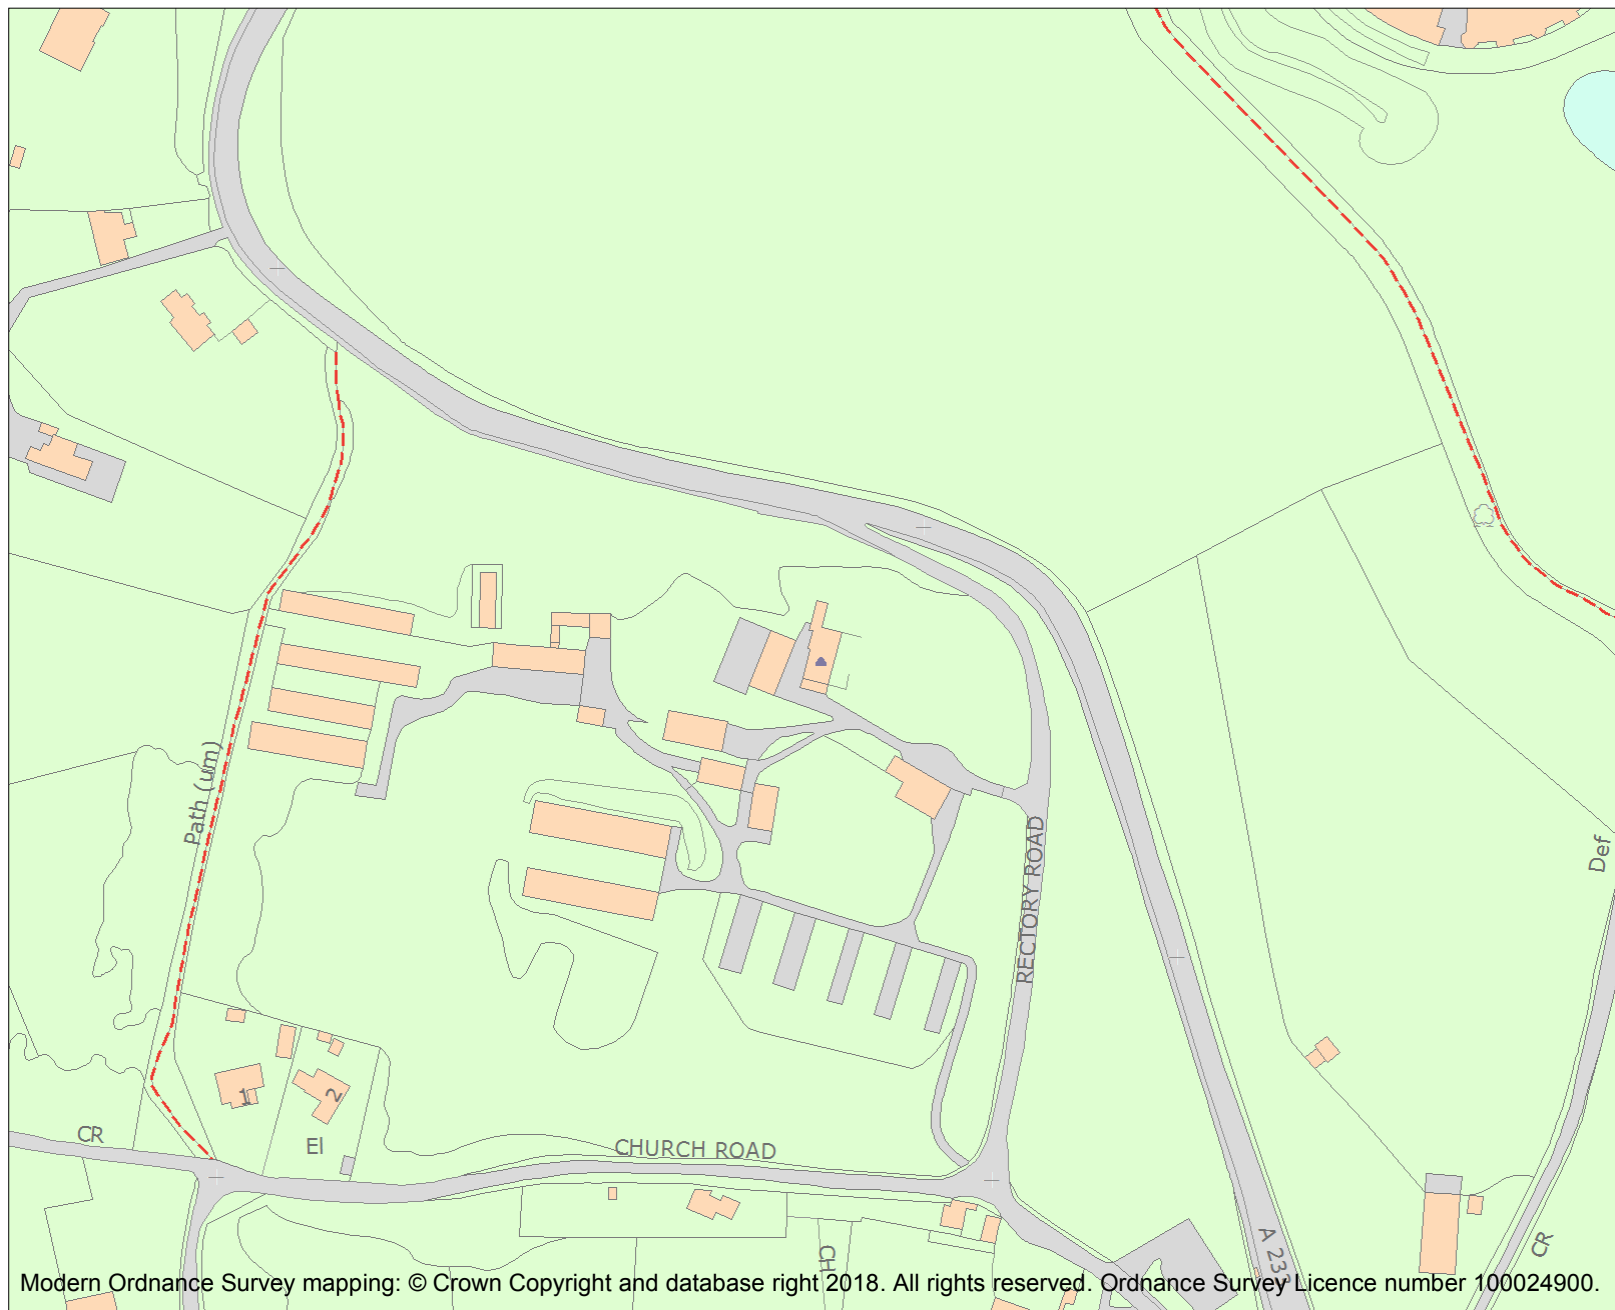 Path (um)
Def
RECTORY ROAD
1
2
El
CR
CHURCH ROAD
CH
A 233
CR
Modern Ordnance Survey mapping: © Crown Copyright and database right 2018. All rights reserved. Ordnance Survey Licence number 100024900.